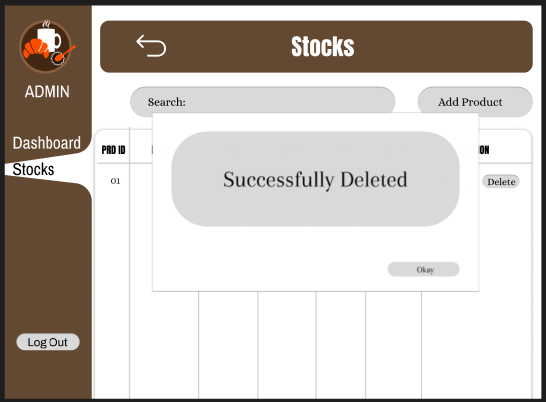 Stocks
ADMIN
Search:
Add Product
Dashboard
Stocks
PRD ID
ON
01
Delete
Successfully Deleted
Okay
Log Out